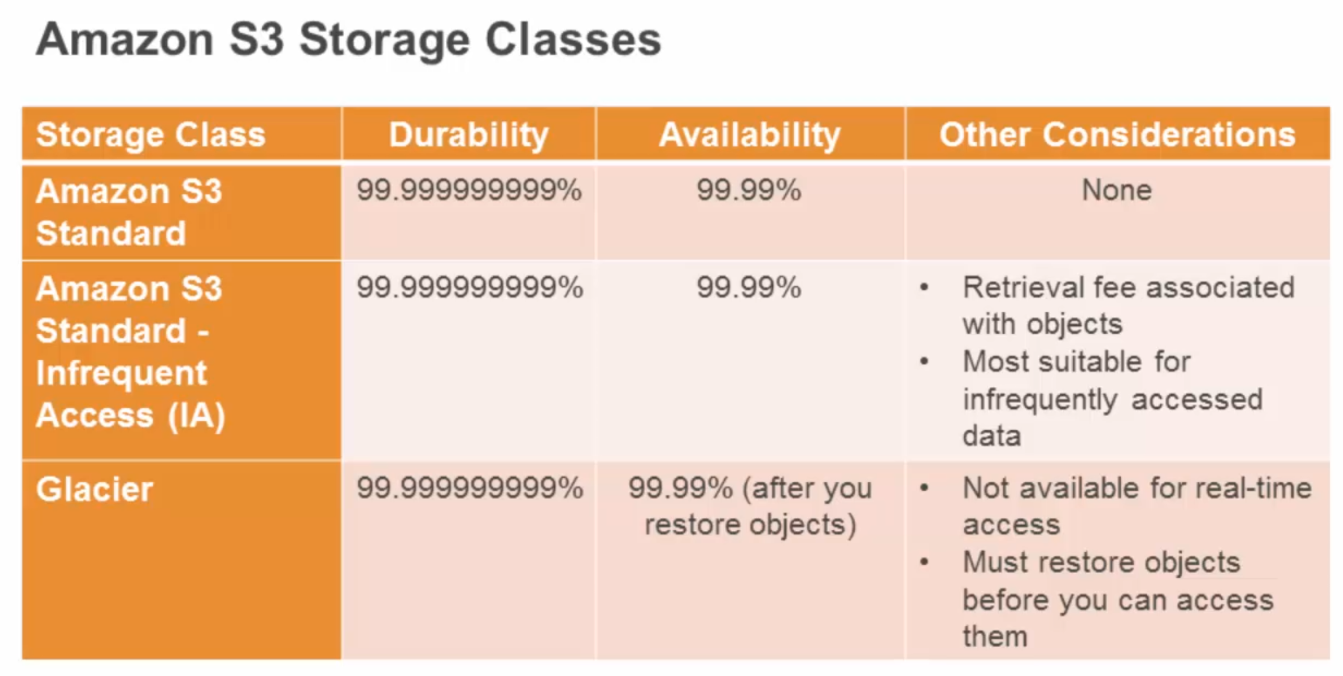 Amazon S3 Storage Classes
Storage Class Durability Availability Other Considerations
Amazon S3
Standard
99.999999999%
99.99%
None
Amazon S3
Standard -
Infrequent
Access (IA)
99.999999999%
99.99%
• Retrieval fee associated
with objects
• Most suitable for
infrequently accessed
data
Glacier
99.999999999%
99.99% (after you
restore objects)
• Not available for real-time
access
• Must restore objects
before you can access
them